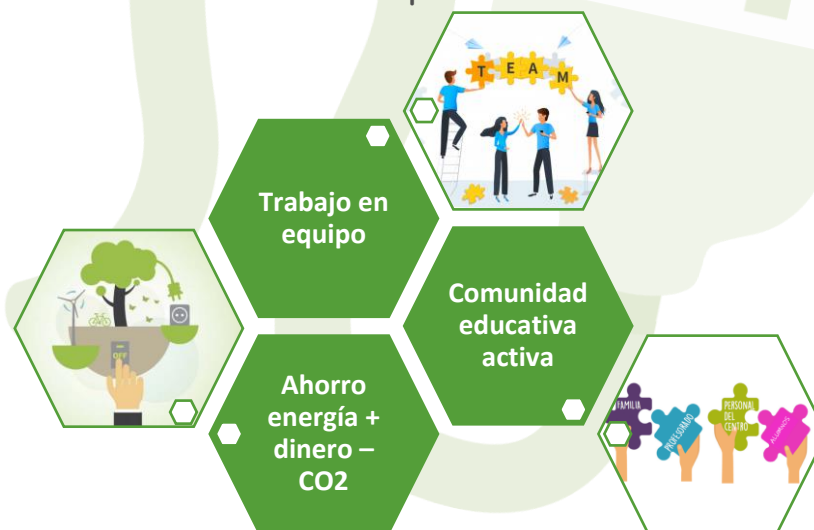 TEAM
Trabajo en
equipo
Comunidad
educativa
activa
OFF
Ahorro
energía +
dinero –
CO2
FAMILIA
PROFESORADO
PERSONAL
DEL
CENTRO
ALUMNOS